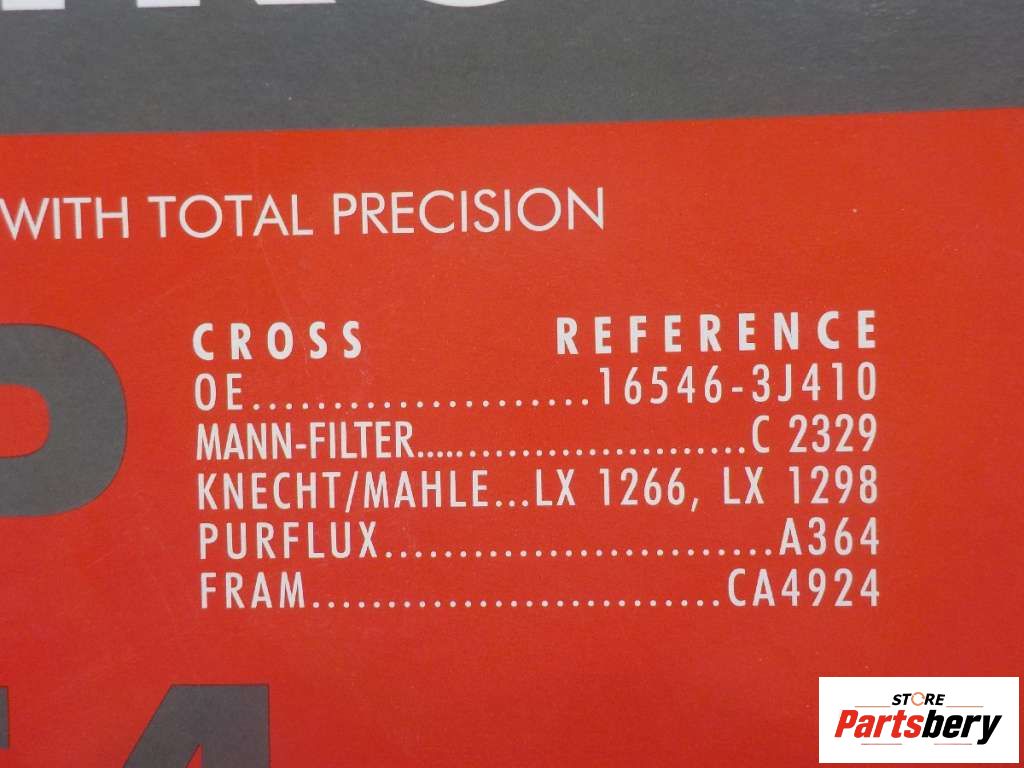 WITH TOTAL PRECISION
CROSS REFERENCE
OE.....................16546-3J410
MANN-FILTER........................C 2329
KNECHT/MAHLE...LX 1266, LX 1298
PURFLUX..........................A364
FRAM............................CA4924
STORE
Partsbery